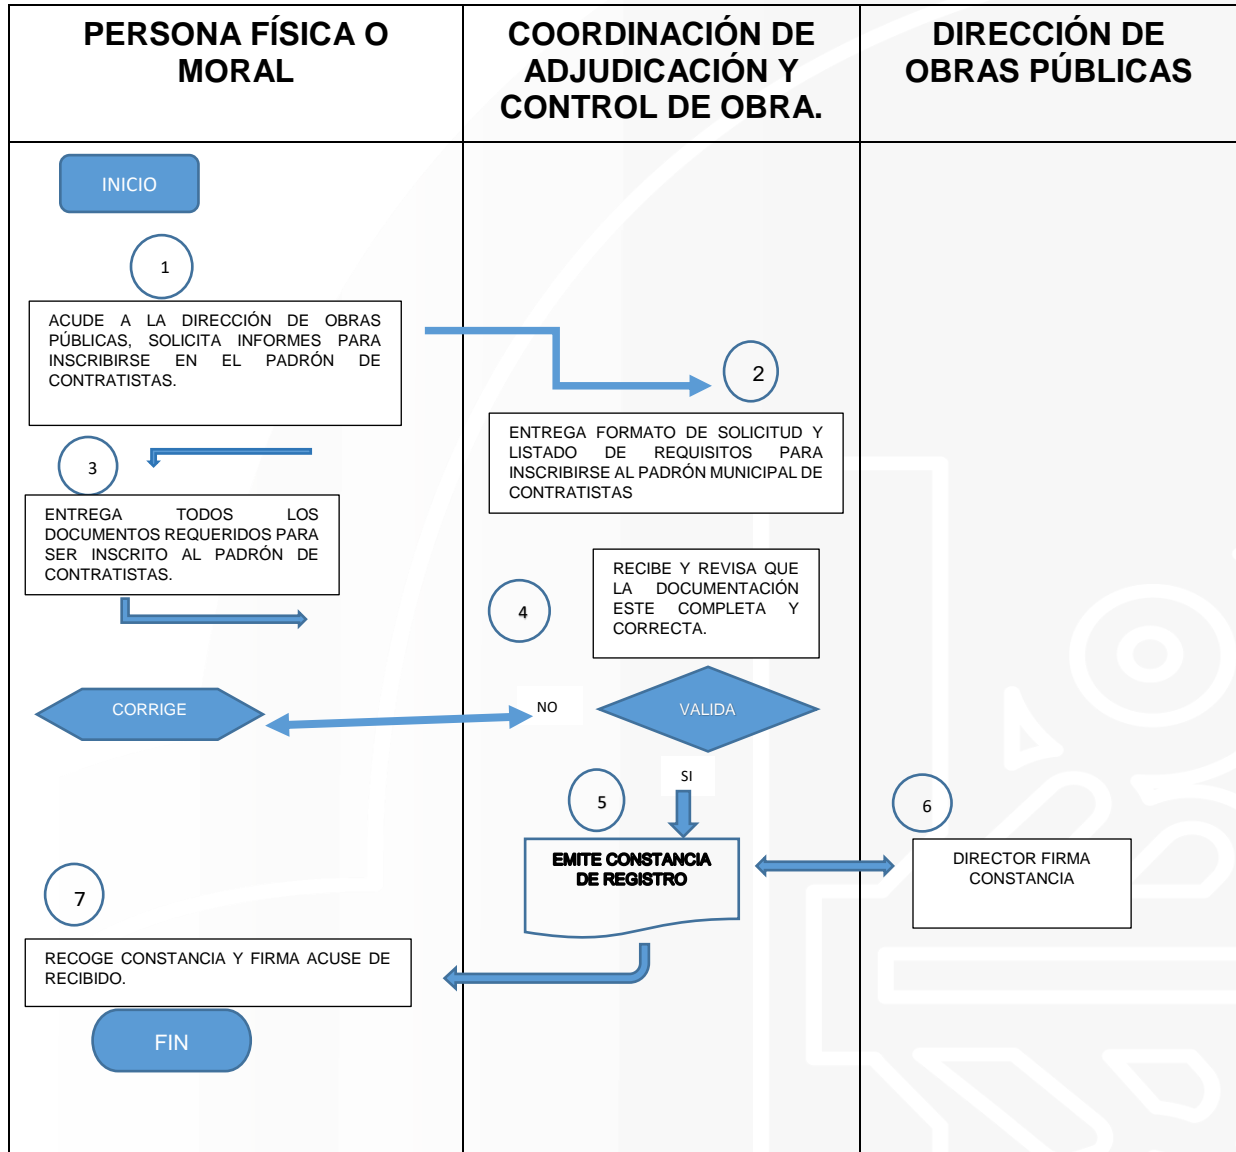 PERSONA FÍSICA O
MORAL
COORDINACIÓN DE
ADJUDICACIÓN Y
CONTROL DE OBRA.
DIRECCIÓN DE
OBRAS PÚBLICAS
INICIO
1
ACUDE A LA DIRECCIÓN DE OBRAS
PÚBLICAS, SOLICITA INFORMES PARA
INSCRIBIRSE EN EL PADRÓN DE
CONTRATISTAS.
2
ENTREGA FORMATO DE SOLICITUD Y
LISTADO DE REQUISITOS PARA
INSCRIBIRSE AL PADRÓN MUNICIPAL DE
CONTRATISTAS
3
ENTREGA TODOS LOS
DOCUMENTOS REQUERIDOS PARA
SER INSCRITO AL PADRÓN DE
CONTRATISTAS.
4
RECIBE Y REVISA QUE
LA DOCUMENTACIÓN
ESTE COMPLETA Y
CORRECTA.
CORRIGE
NO
VALIDA
SI
5
EMITE CONSTANCIA
DE REGISTRO
6
DIRECTOR FIRMA
CONSTANCIA
7
RECOGE CONSTANCIA Y FIRMA ACUSE DE
RECIBIDO.
FIN